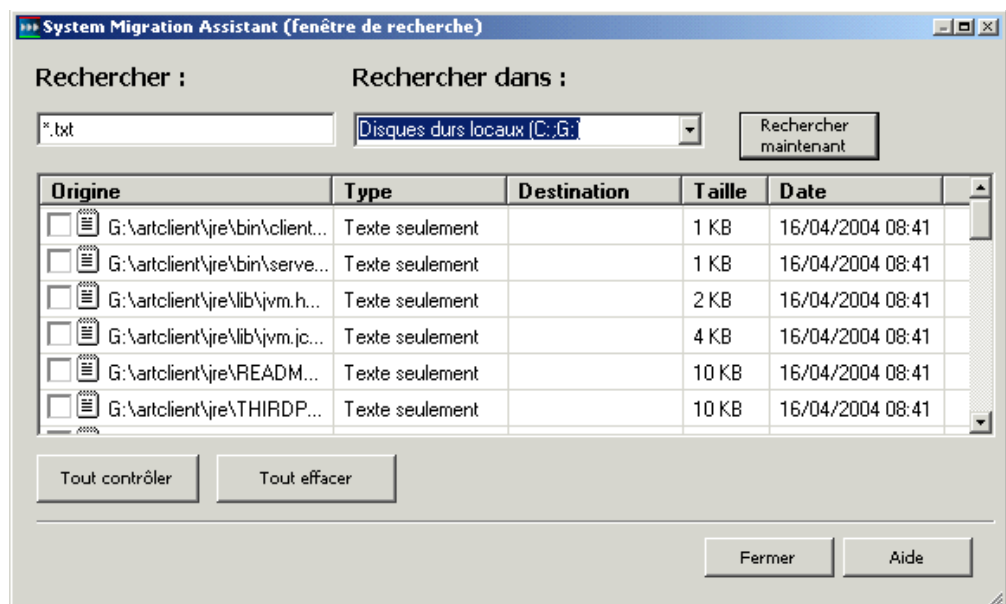 System Migration Assistant (fenêtre de recherche)
Rechercher : Rechercher dans :
*.txt Disques durs locaux (C:;G:) Rechercher
maintenant
Origine Type Destination Taille Date
G:\artclient\jre\bin\client... Texte seulement 1 KB 16/04/2004 08:41
G:\artclient\jre\bin\serve... Texte seulement 1 KB 16/04/2004 08:41
G:\artclient\jre\lib\jvm.h... Texte seulement 2 KB 16/04/2004 08:41
G:\artclient\jre\lib\jvm.jc... Texte seulement 4 KB 16/04/2004 08:41
G:\artclient\jre\READM... Texte seulement 10 KB 16/04/2004 08:41
G:\artclient\jre\THIRDP... Texte seulement 10 KB 16/04/2004 08:41
Tout contrôler Tout effacer
Fermer Aide